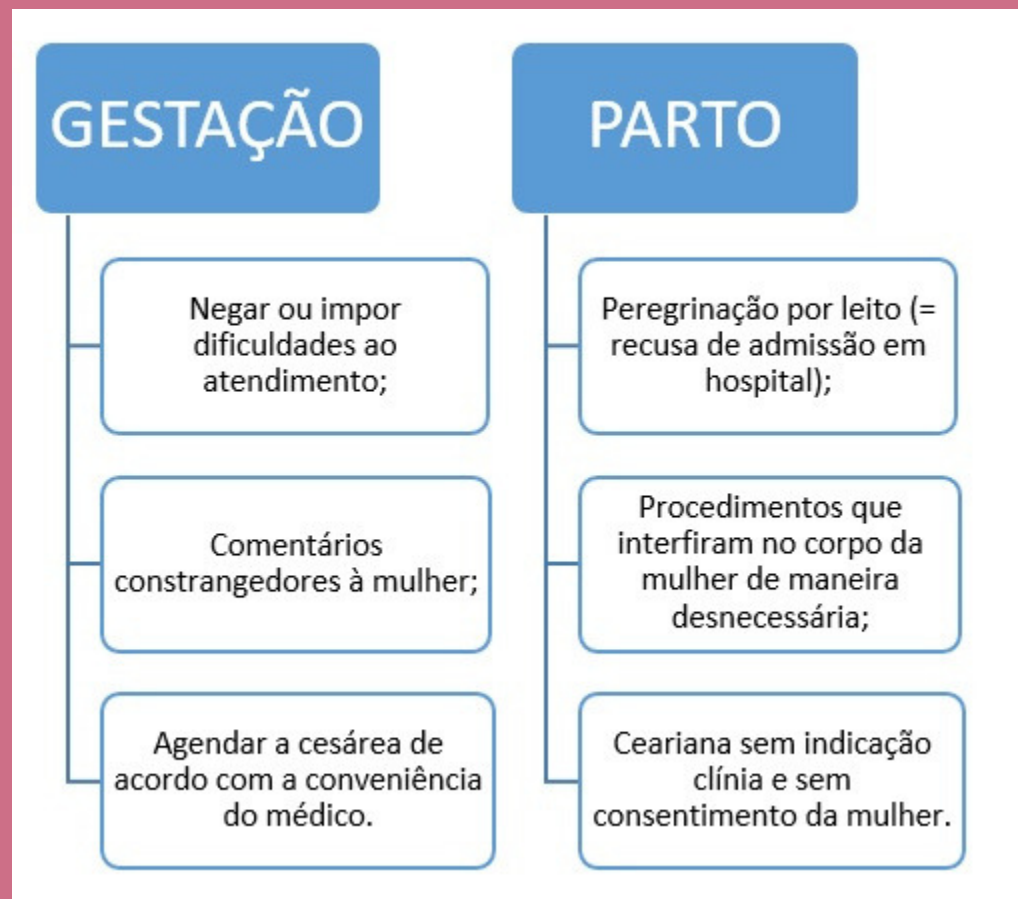 GESTAÇÃO
Negar ou impor
dificuldades ao
atendimento;
Comentários
constrangedores à mulher;
Agendar a cesárea de
acordo com a conveniência
do médico.
PARTO
Peregrinação por leito (=
recusa de admissão em
hospital);
Procedimentos que
interfiram no corpo da
mulher de maneira
desnecessária;
Ceariana sem indicação
clínia e sem
consentimento da mulher.